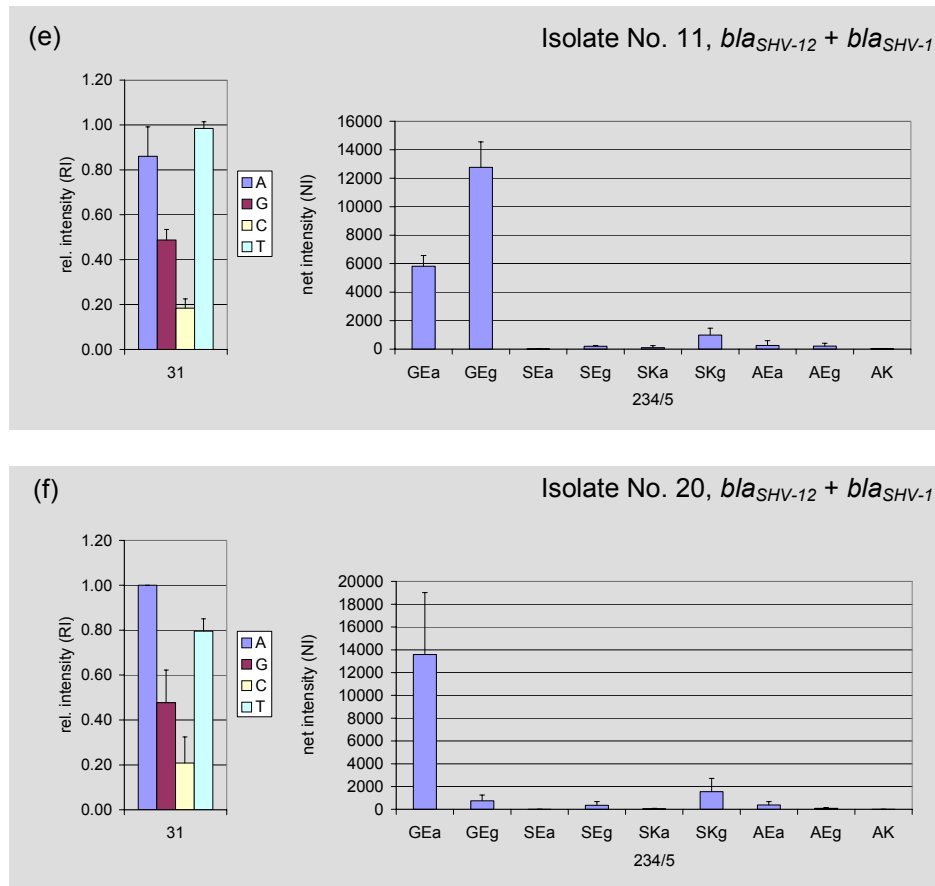 (e)
Isolate No. 11, blaSHV-12 + blaSHV-1
rel. intensity (RI)
1.20
1.00
0.80
0.60
0.40
0.20
0.00
31
A
G
C
T
net intensity (NI)
16000
14000
12000
10000
8000
6000
4000
2000
0
GEa GEg SEa SEg SKa SKg AEa AEg AK
234/5
(f)
Isolate No. 20, blaSHV-12 + blaSHV-1
rel. intensity (RI)
1.20
1.00
0.80
0.60
0.40
0.20
0.00
31
A
G
C
T
net intensity (NI)
20000
18000
16000
14000
12000
10000
8000
6000
4000
2000
0
GEa GEg SEa SEg SKa SKg AEa AEg AK
234/5